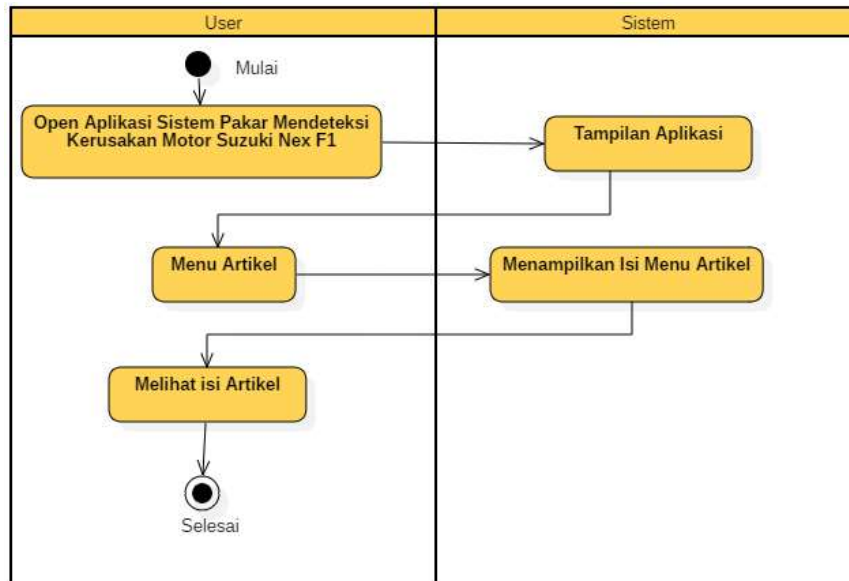 User
Sistem
Mulai
Open Aplikasi Sistem Pakar Mendeteksi
Kerusakan Motor Suzuki Nex F1
Tampilan Aplikasi
Menu Artikel
Menampilkan Isi Menu Artikel
Melihat isi Artikel
Selesai